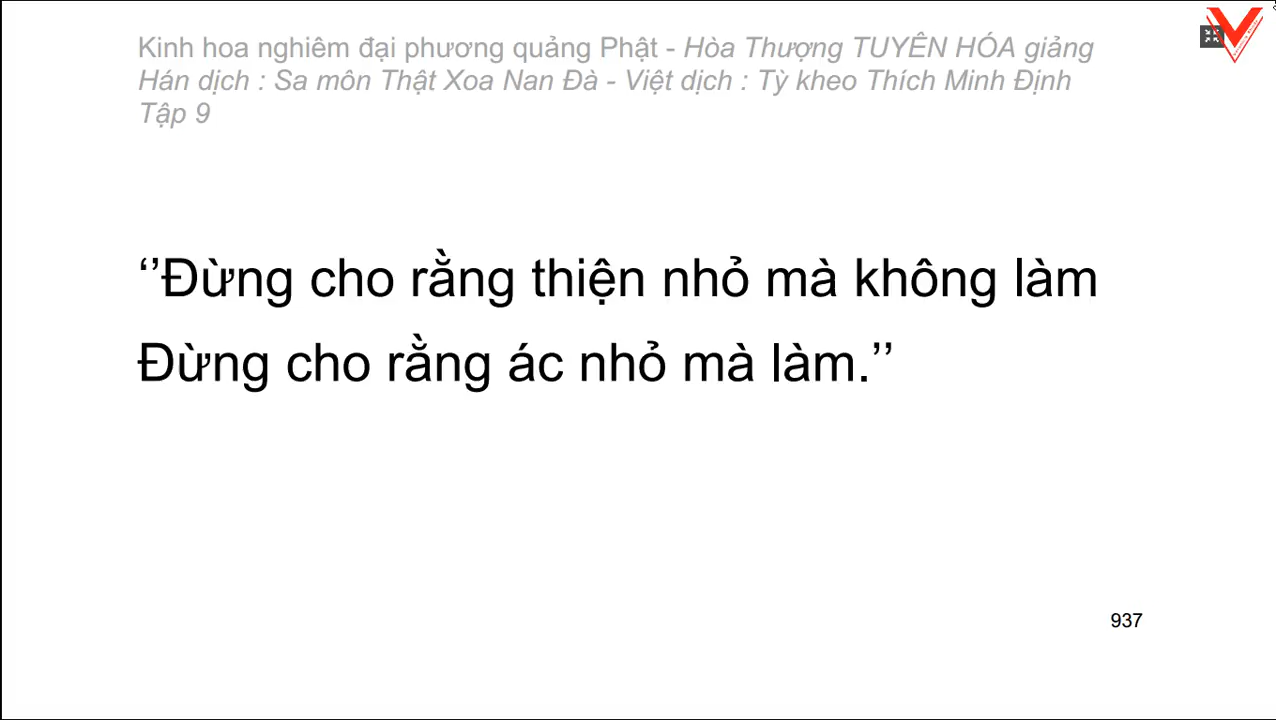 Kinh hoa nghiêm đại phương quảng Phật - Hòa Thượng TUYÊN HÓA giảng
Hán dịch : Sa môn Thật Xoa Nan Đà - Việt dịch : Tỳ kheo Thích Minh Định
Tập 9
‘’Đừng cho rằng thiện nhỏ mà không làm
Đừng cho rằng ác nhỏ mà làm.’’
937